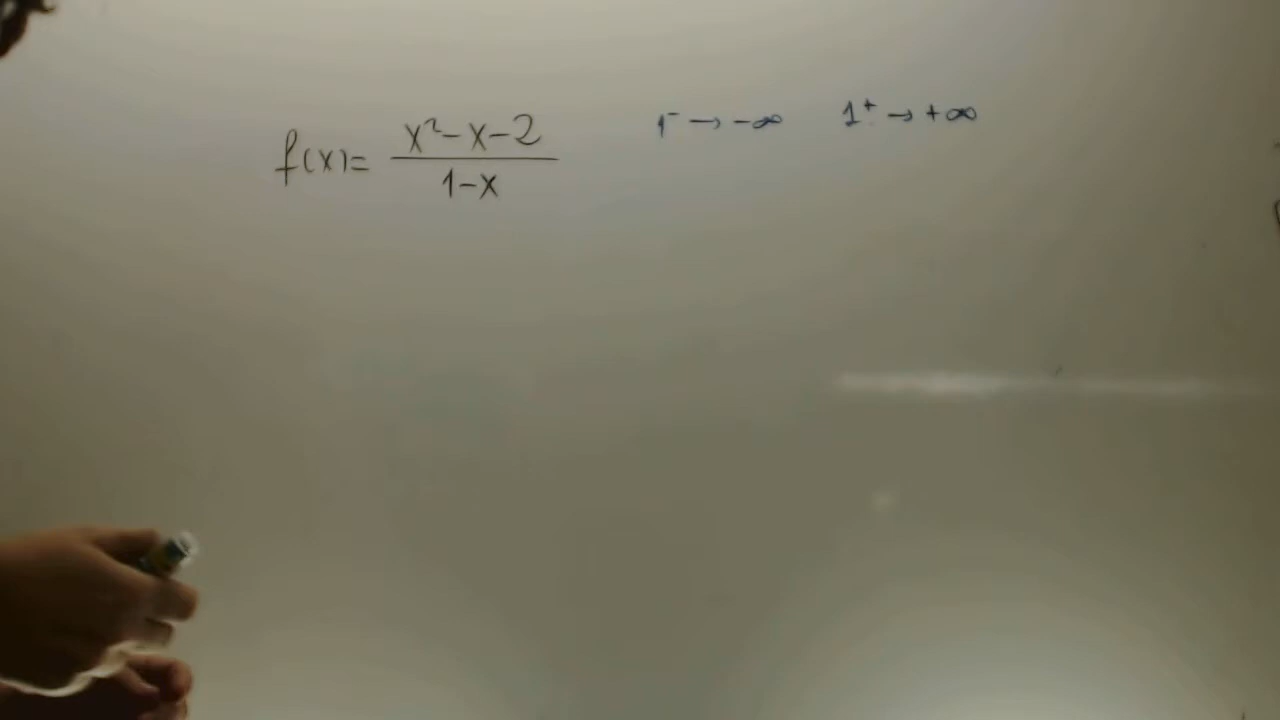 f(x)= x²-x-2 / 1-x
1⁻ → -∞ 1⁺ → +∞